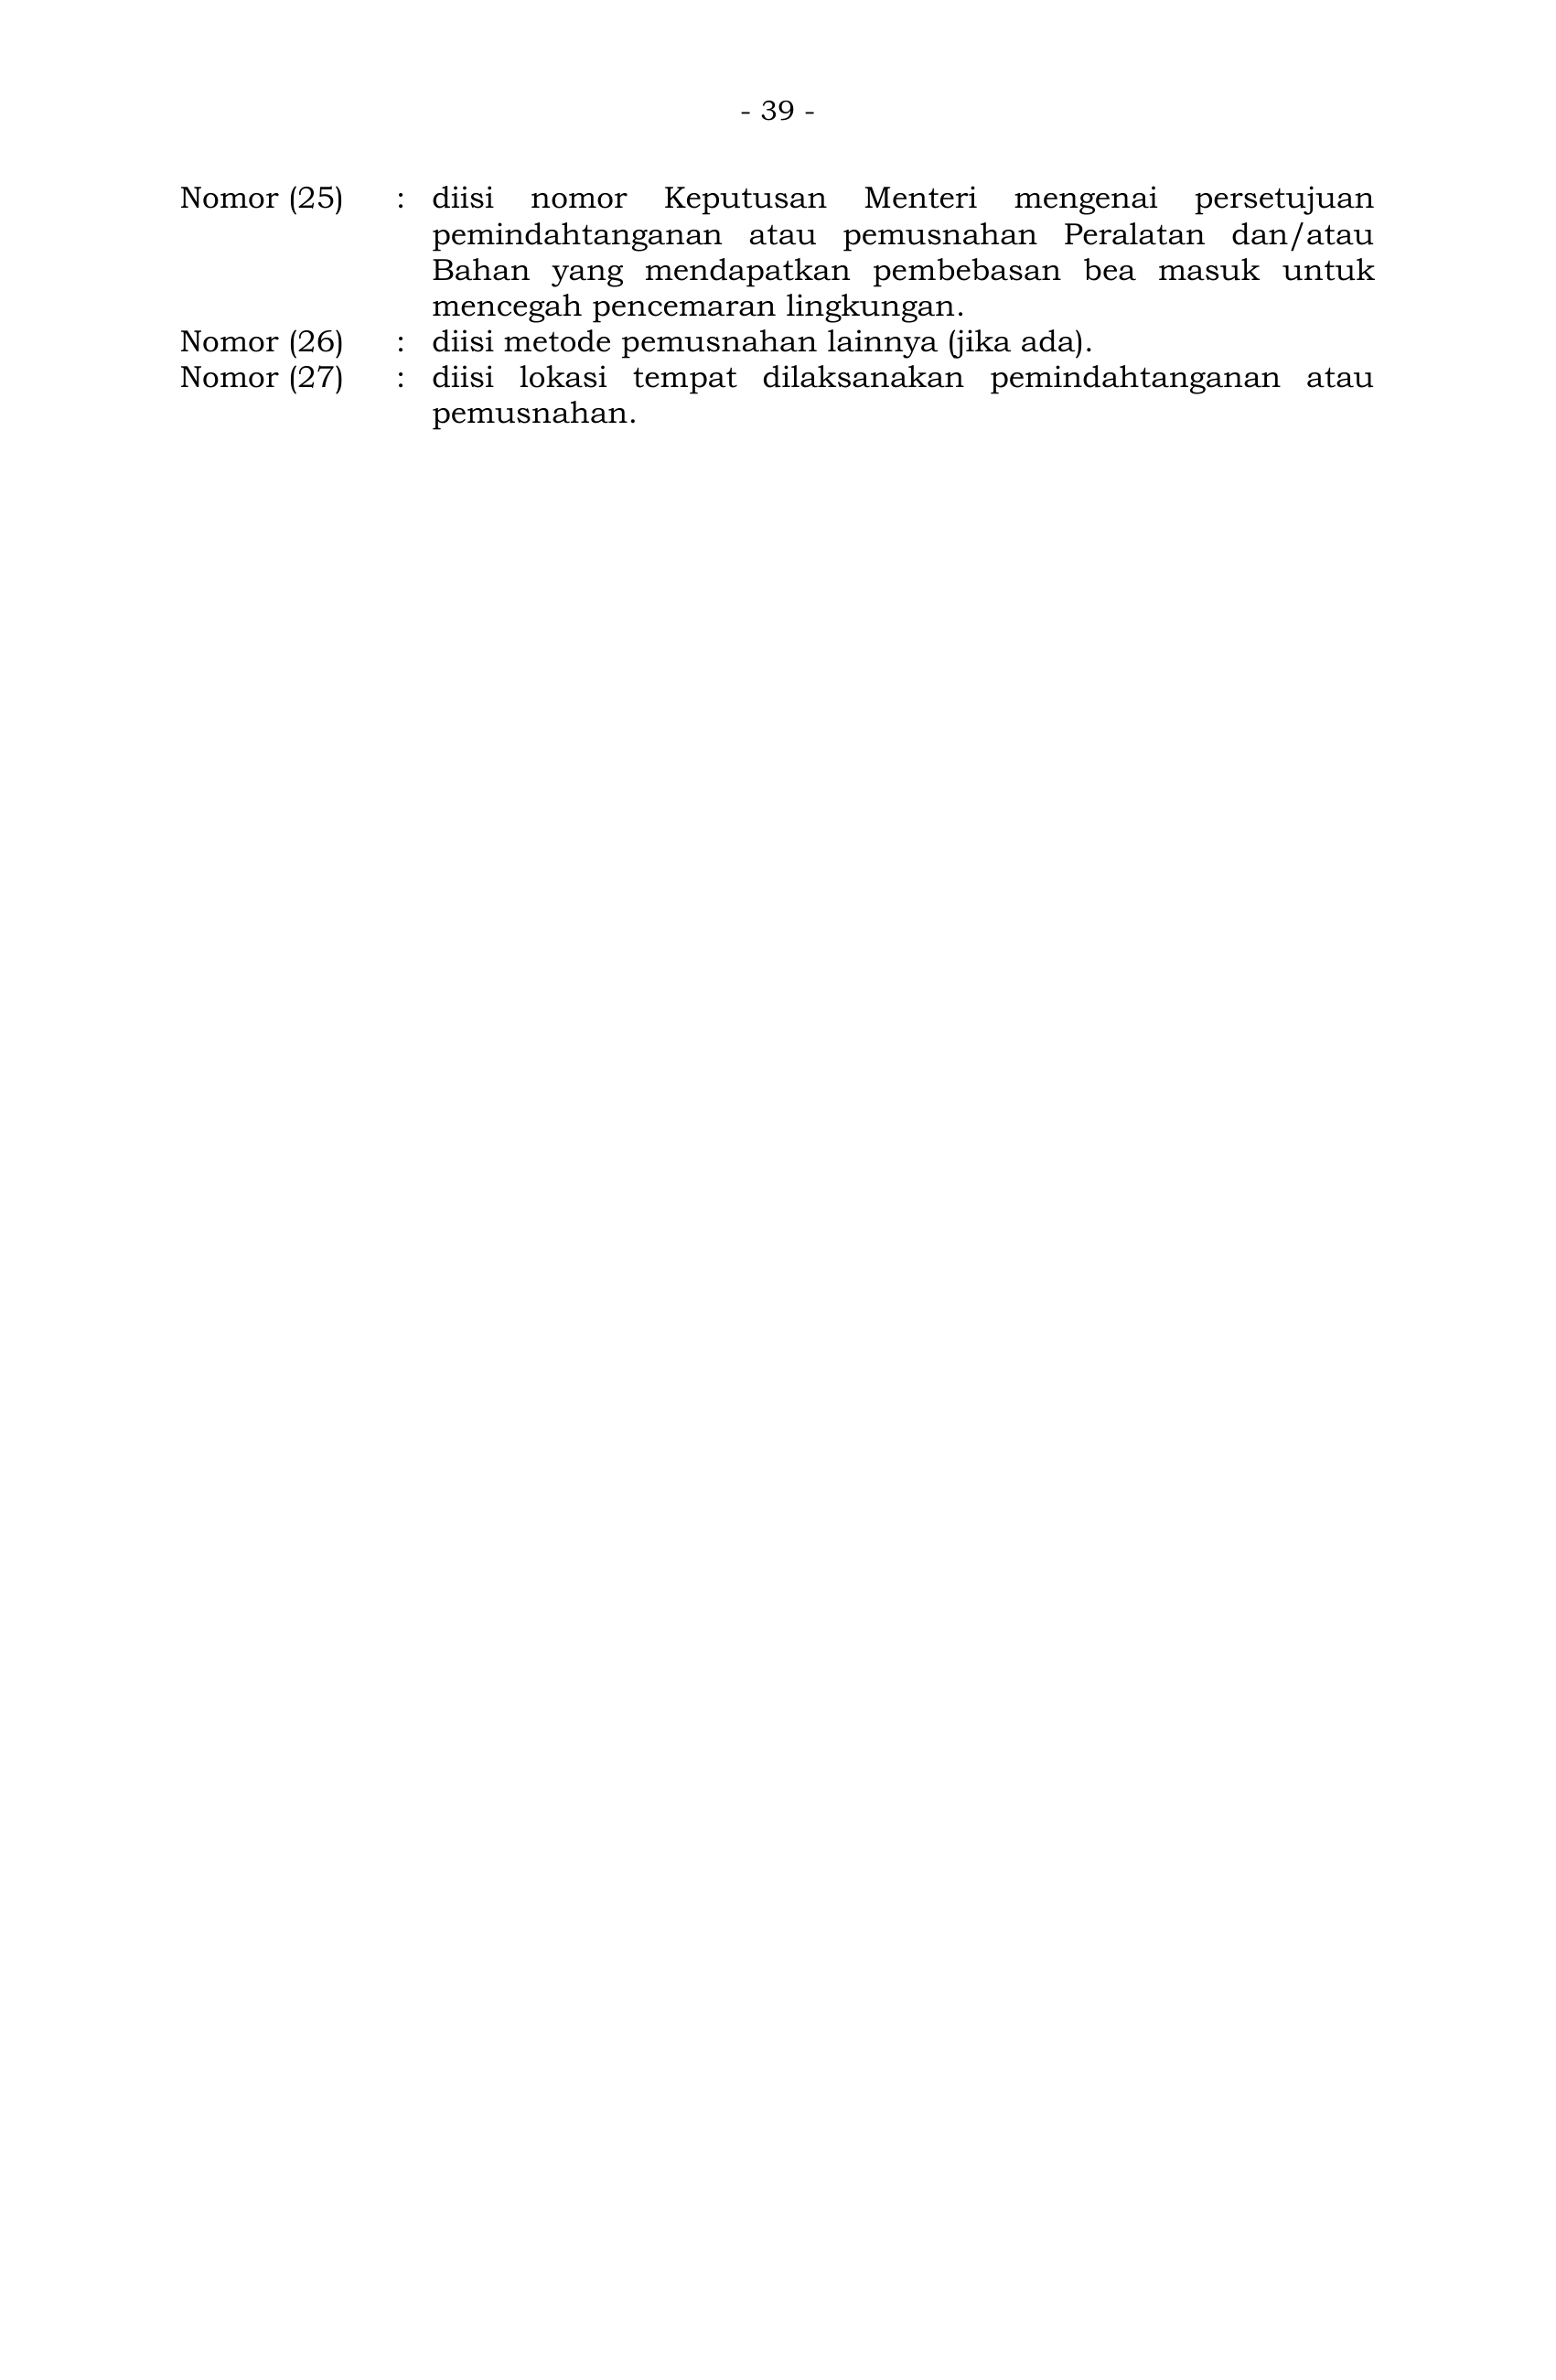 - 39 -
Nomor (25) : diisi nomor Keputusan Menteri mengenai persetujuan
pemindahtanganan atau pemusnahan Peralatan dan/atau
Bahan yang mendapatkan pembebasan bea masuk untuk
mencegah pencemaran lingkungan.
Nomor (26) : diisi metode pemusnahan lainnya (jika ada).
Nomor (27) : diisi lokasi tempat dilaksanakan pemindahtanganan atau
pemusnahan.